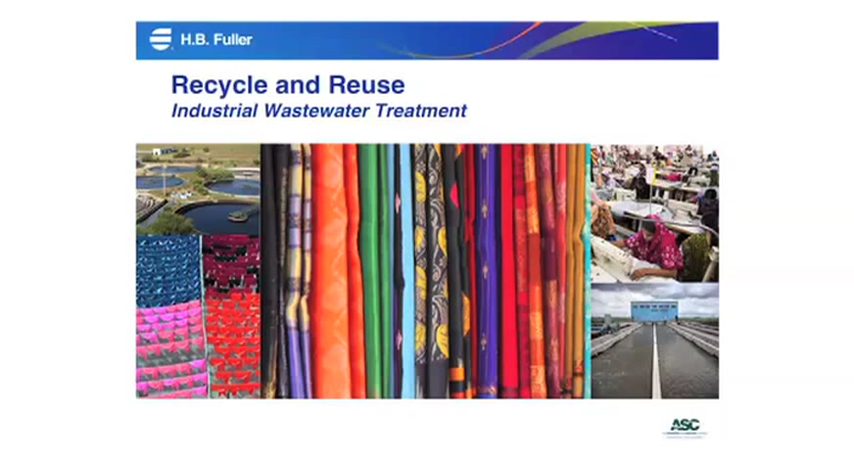 H.B. Fuller
Recycle and Reuse
Industrial Wastewater Treatment
ASC